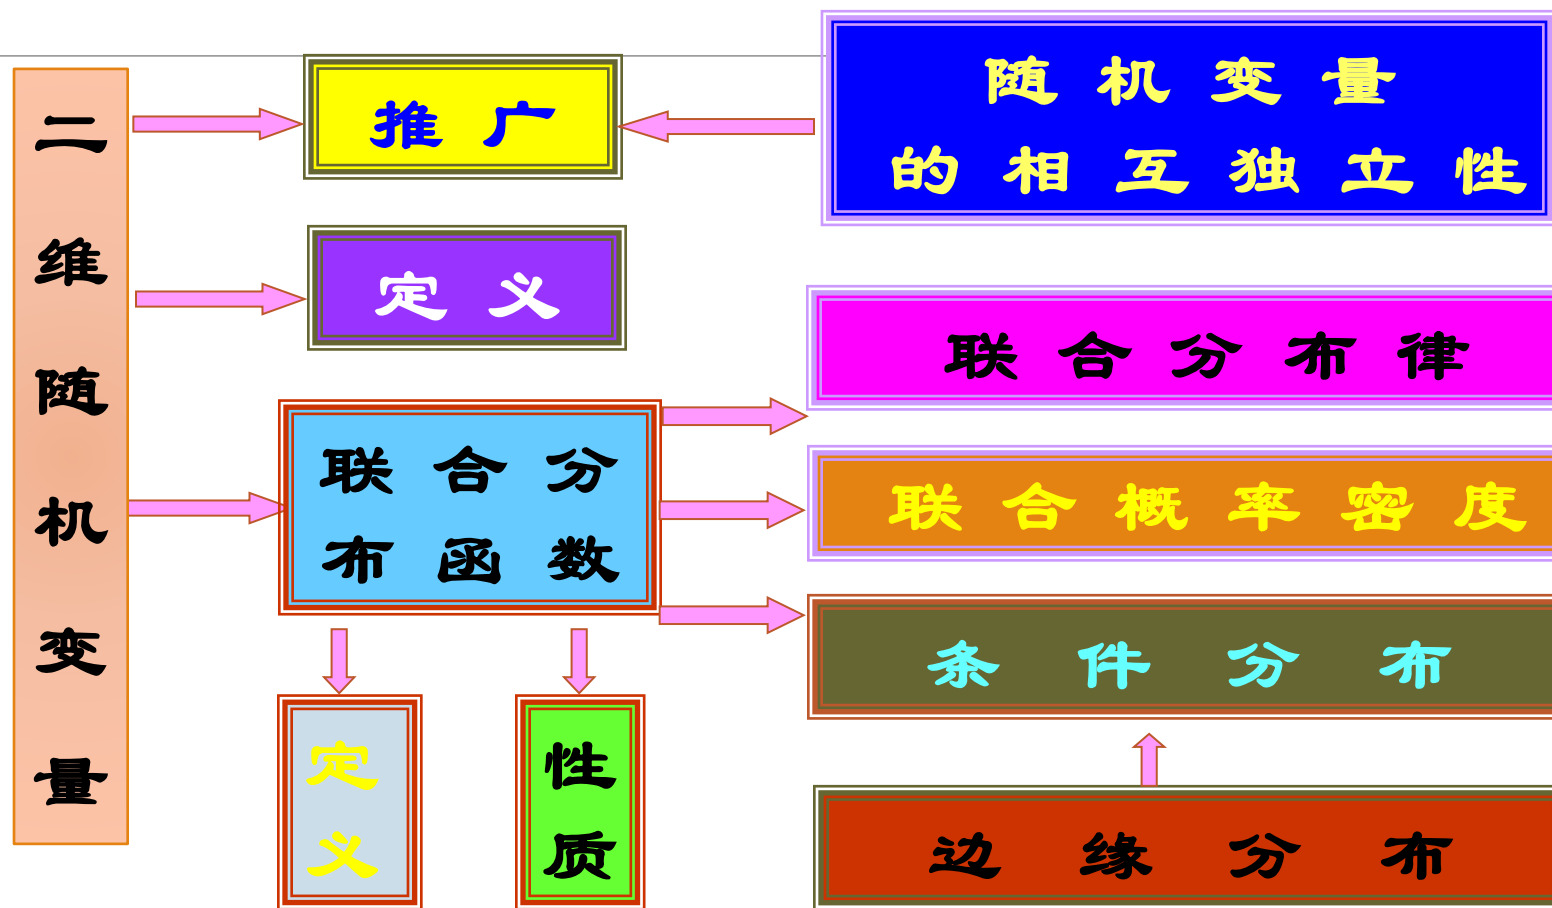 二维随机变量
推广
随机变量
的相互独立性
定义
联合分布律
联合分
布函数
联合概率密度
条件分布
定
义
性
质
边缘分布